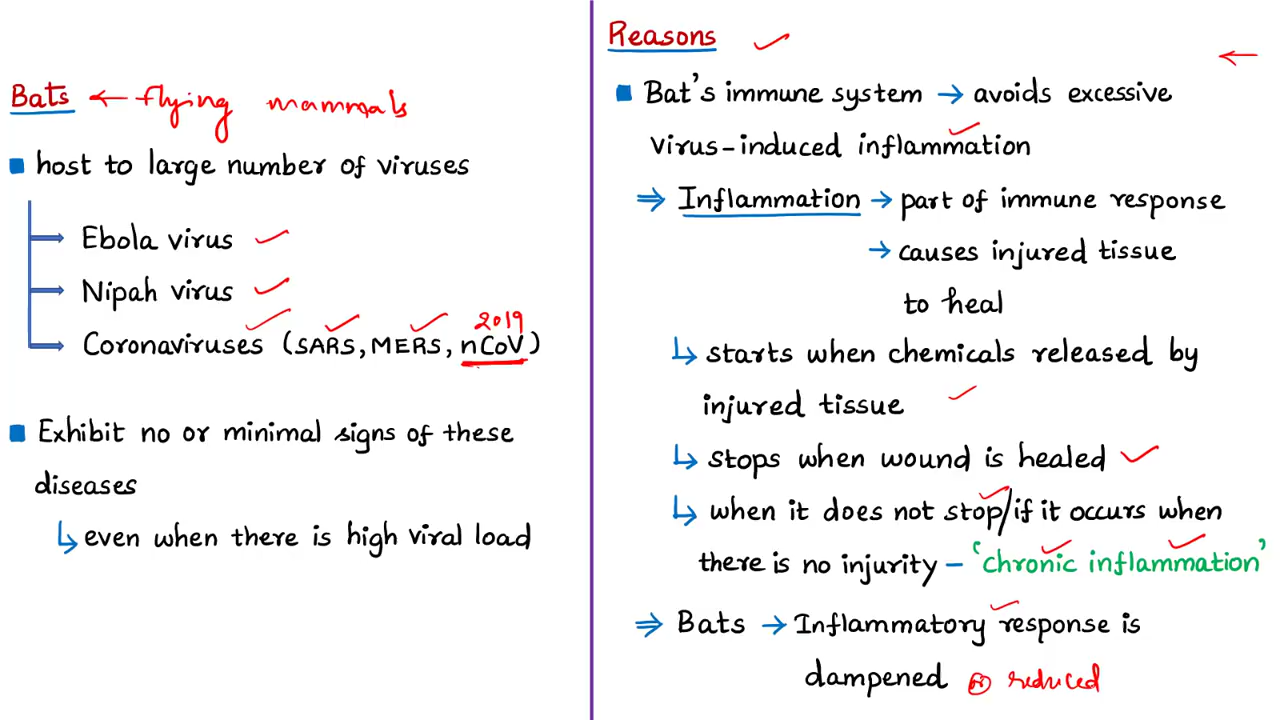 Bats ← flying mammals
host to large number of viruses
Ebola virus
Nipah virus
2019
Coronaviruses (SARS, MERS, nCoV)
Exhibit no or minimal signs of these
diseases
even when there is high viral load
Reasons
Bat's immune system → avoids excessive
virus-induced inflammation
⇒ Inflammation → part of immune response
→ causes injured tissue
to heal
↳ starts when chemicals released by
injured tissue
↳ stops when wound is healed
↳ when it does not stop/if it occurs when
there is no injurity – 'chronic inflammation'
⇒ Bats → Inflammatory response is
dampened or reduced